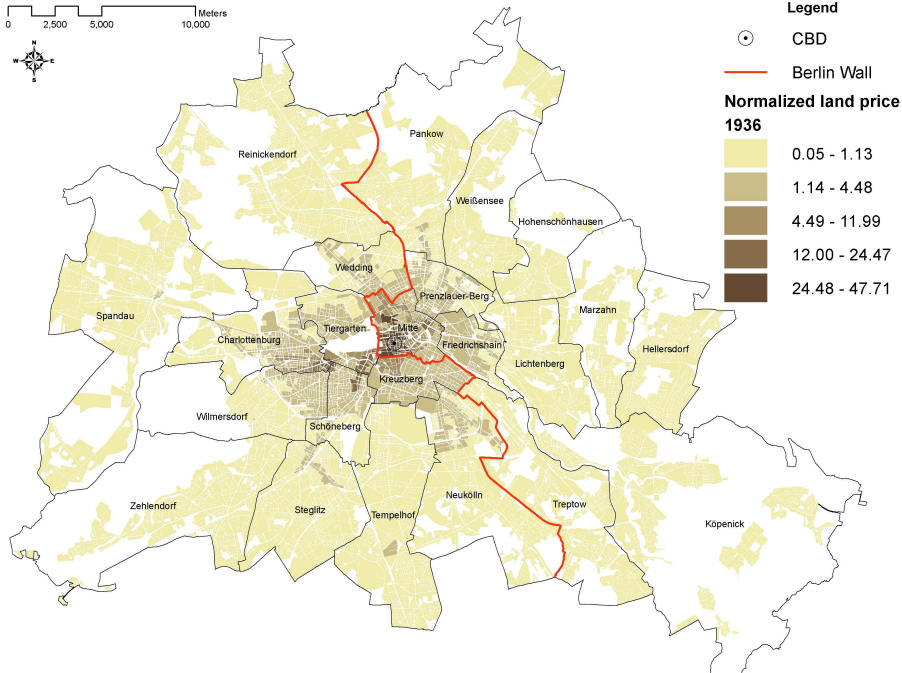 Meters
0 2,500 5,000 10,000
N
W E
S
Legend
CBD
Berlin Wall
Normalized land price
1936
0.05 - 1.13
1.14 - 4.48
4.49 - 11.99
12.00 - 24.47
24.48 - 47.71
Pankow
Reinickendorf
Weißensee
Hohenschönhausen
Wedding
Prenzlauer-Berg
Marzahn
Spandau
Tiergarten
Mitte
Charlottenburg
Friedrichshain
Hellersdorf
Lichtenberg
Kreuzberg
Wilmersdorf
Schöneberg
Zehlendorf
Steglitz
Tempelhof
Neukölln
Treptow
Köpenick